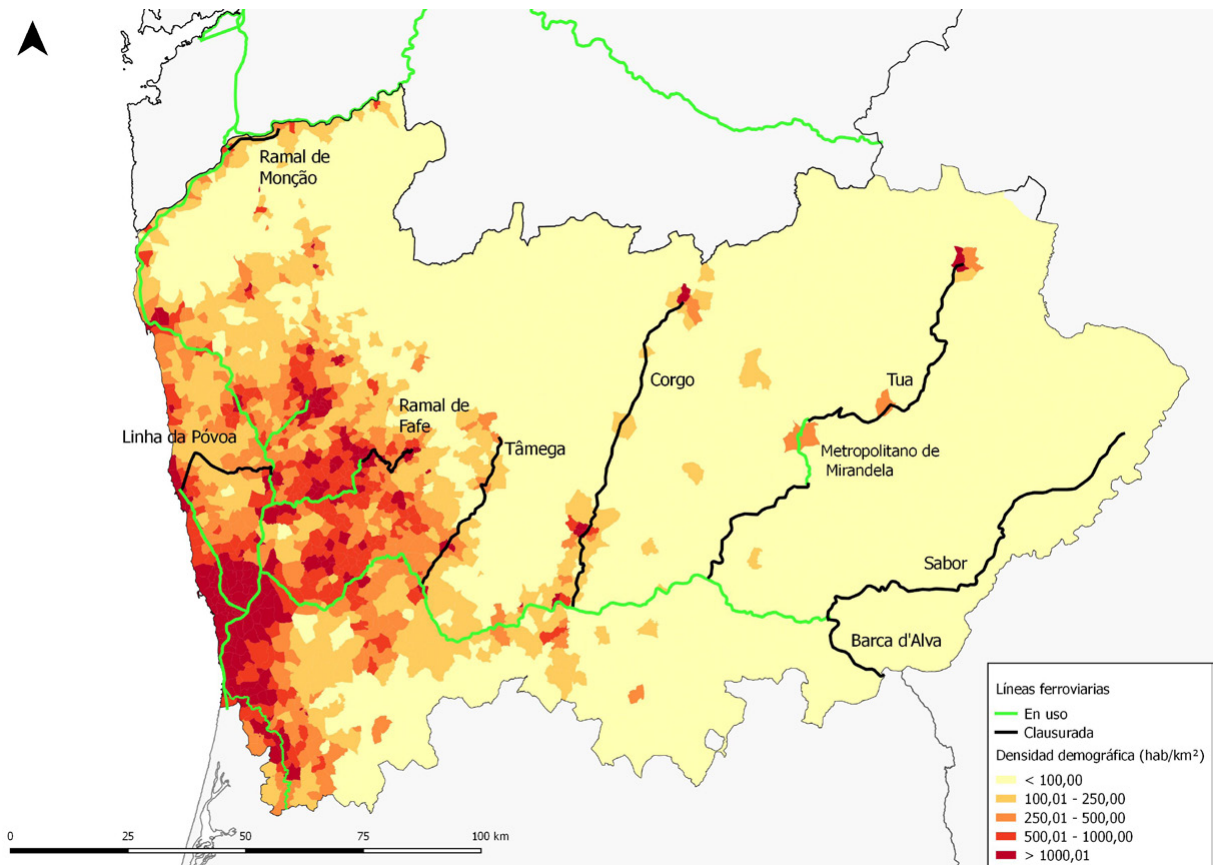 Ramal de
Monção
Corgo
Tua
Ramal de
Fafe
Linha da Póvoa
Tâmega
Metropolitano de
Mirandela
Sabor
Barca d'Alva
Líneas ferroviarias
En uso
Clausurada
Densidad demográfica (hab/km²)
< 100,00
100,01 - 250,00
250,01 - 500,00
500,01 - 1000,00
> 1000,01
0 25 50 75 100 km